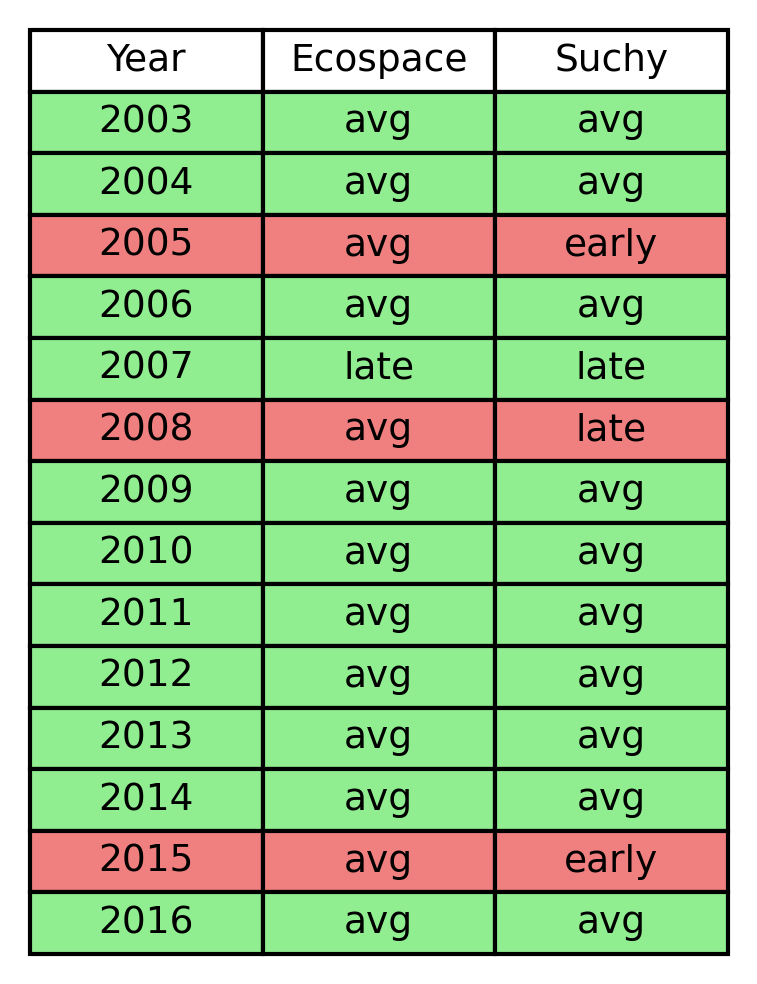 Year Ecospace Suchy
2003 avg avg
2004 avg avg
2005 avg early
2006 avg avg
2007 late late
2008 avg late
2009 avg avg
2010 avg avg
2011 avg avg
2012 avg avg
2013 avg avg
2014 avg avg
2015 avg early
2016 avg avg